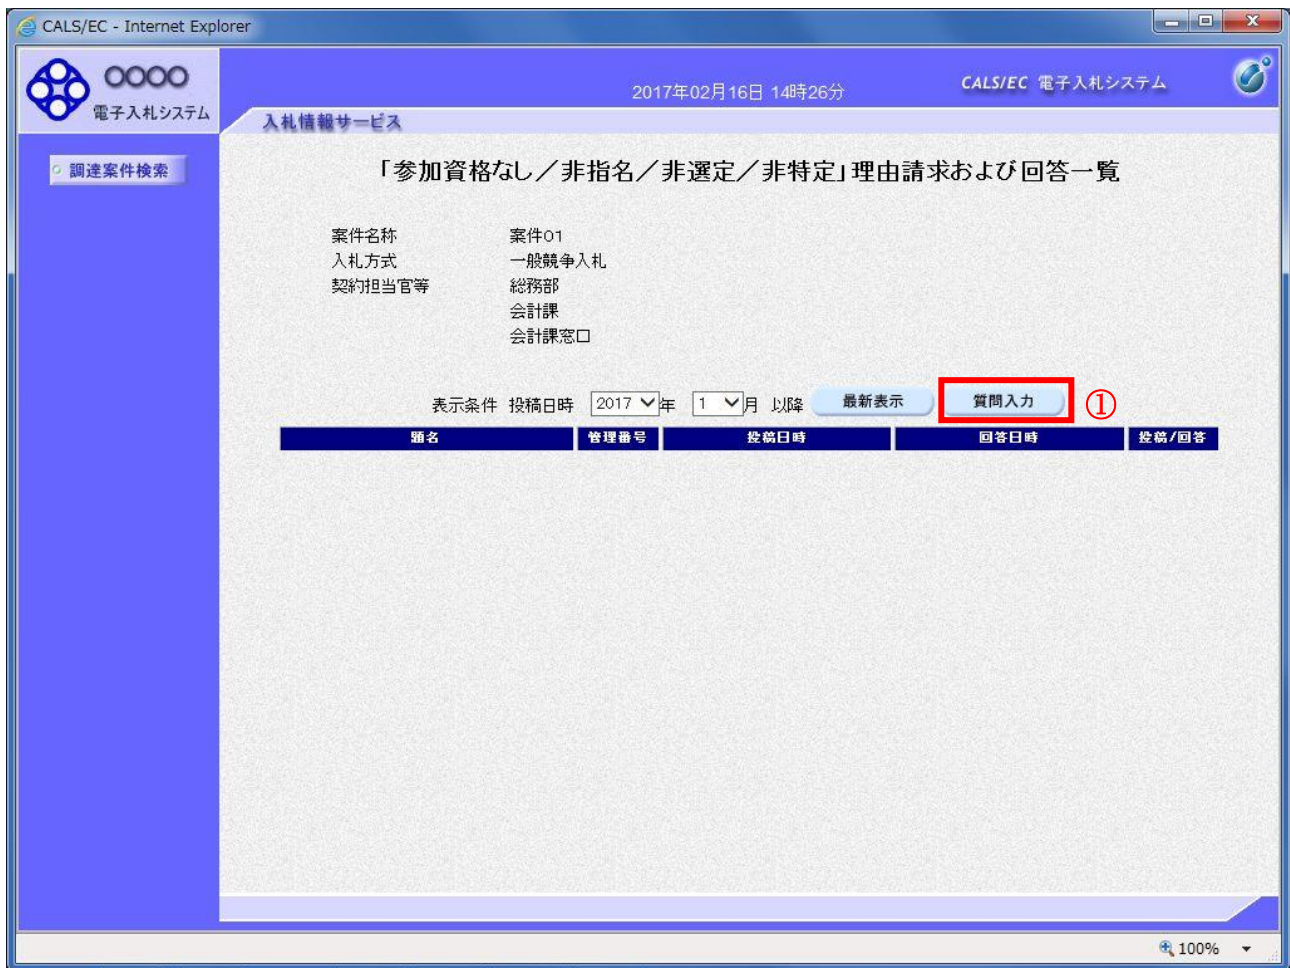 CALS/EC - Internet Explorer
○○○○
電子入札システム
2017年02月16日 14時26分
CALS/EC 電子入札システム
入札情報サービス
調達案件検索
「参加資格なし／非指名／非選定／非特定」理由請求および回答一覧
案件名称 案件01
入札方式 一般競争入札
契約担当官等 総務部
会計課
会計課窓口
表示条件 投稿日時 2017 年 1 月 以降 最新表示 質問入力 ①
題名 管理番号 投稿日時 回答日時 投稿/回答
100%